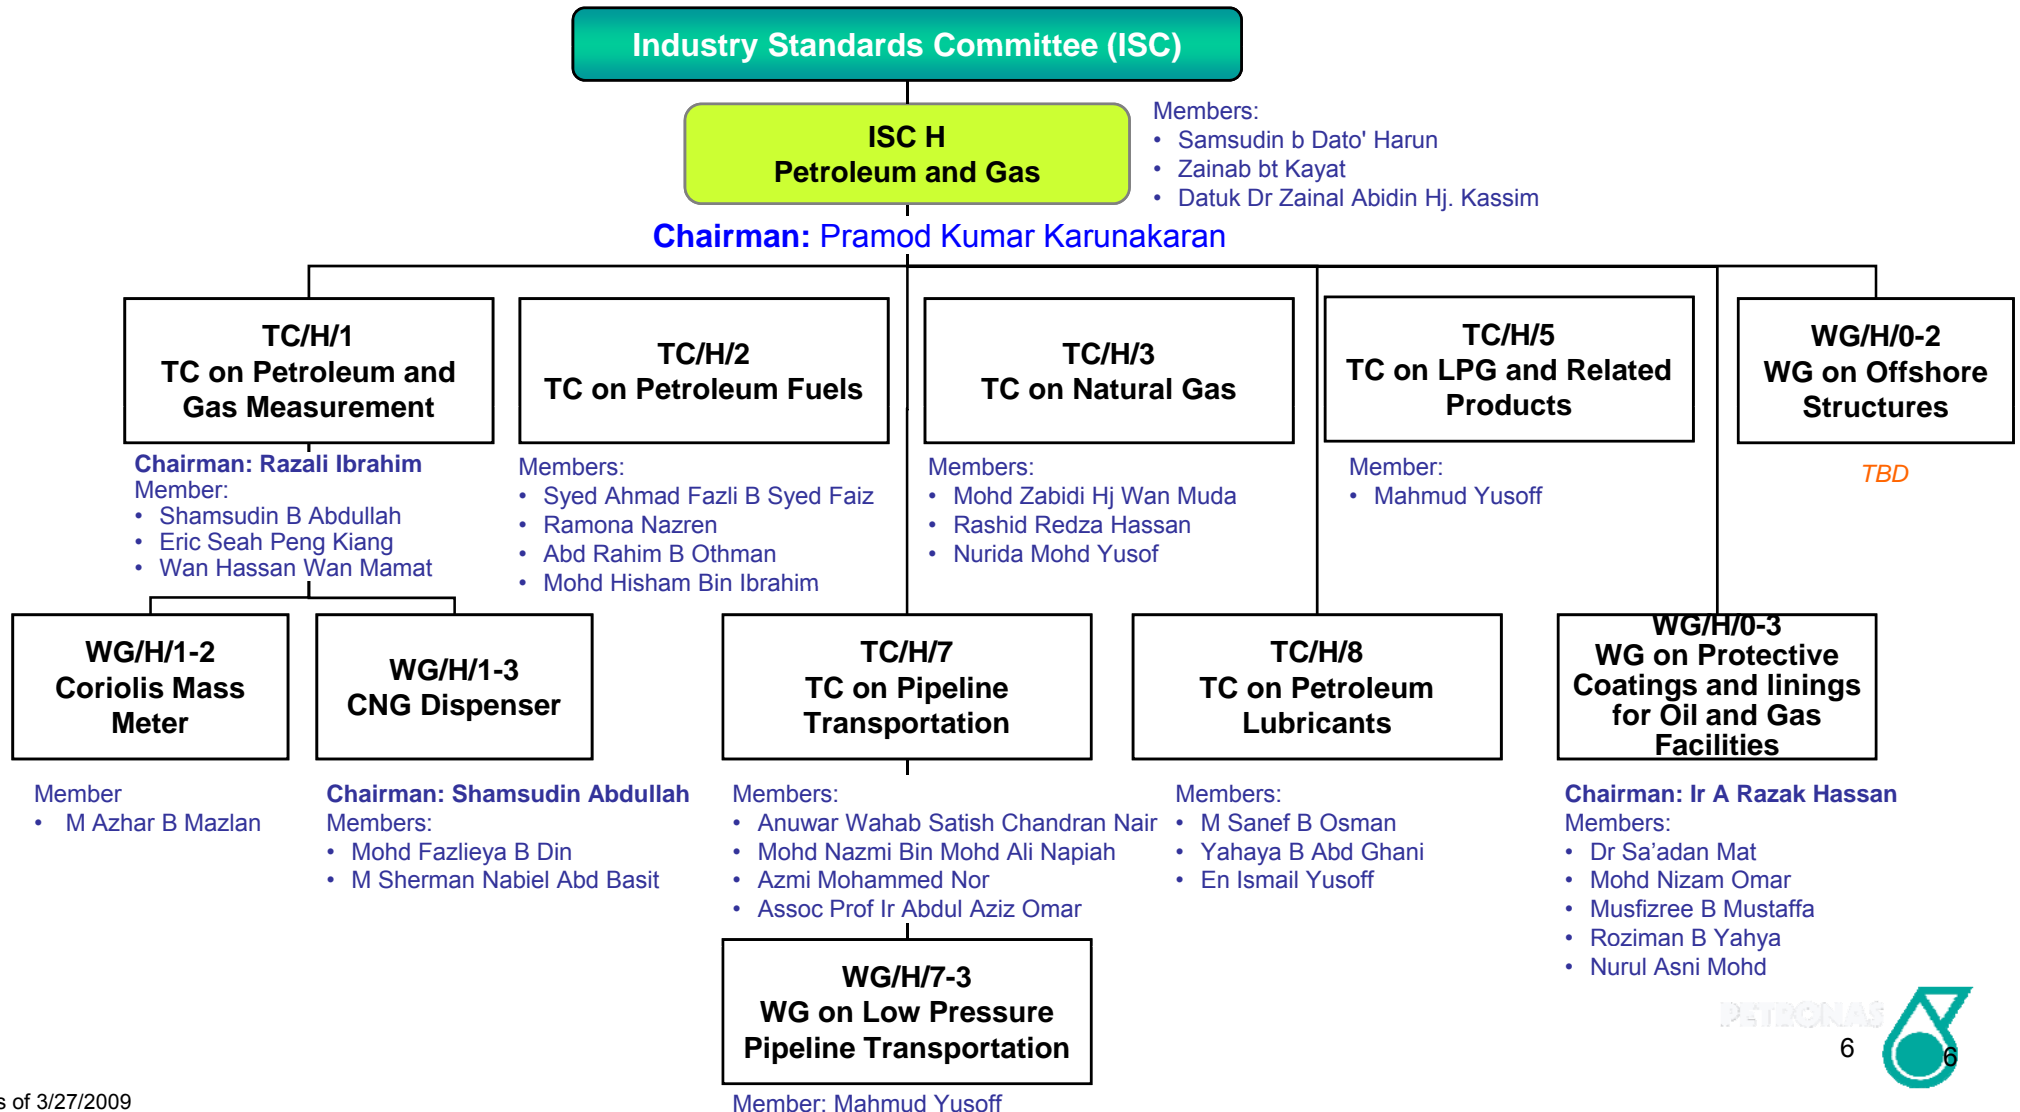 Industry Standards Committee (ISC)
ISC H
Petroleum and Gas
Members:
• Samsudin b Dato' Harun
• Zainab bt Kayat
• Datuk Dr Zainal Abidin Hj. Kassim
Chairman: Pramod Kumar Karunakaran
TC/H/1
TC on Petroleum and
Gas Measurement
Chairman: Razali Ibrahim
Member:
• Shamsudin B Abdullah
• Eric Seah Peng Kiang
• Wan Hassan Wan Mamat
TC/H/2
TC on Petroleum Fuels
Members:
• Syed Ahmad Fazli B Syed Faiz
• Ramona Nazren
• Abd Rahim B Othman
• Mohd Hisham Bin Ibrahim
TC/H/3
TC on Natural Gas
Members:
• Mohd Zabidi Hj Wan Muda
• Rashid Redza Hassan
• Nurida Mohd Yusof
TC/H/5
TC on LPG and Related
Products
Member:
• Mahmud Yusoff
WG/H/0-2
WG on Offshore
Structures
TBD
WG/H/1-2
Coriolis Mass
Meter
Member
• M Azhar B Mazlan
WG/H/1-3
CNG Dispenser
Chairman: Shamsudin Abdullah
Members:
• Mohd Fazlieya B Din
• M Sherman Nabiel Abd Basit
TC/H/7
TC on Pipeline
Transportation
Members:
• Anuwar Wahab Satish Chandran Nair
• Mohd Nazmi Bin Mohd Ali Napiah
• Azmi Mohammed Nor
• Assoc Prof Ir Abdul Aziz Omar
TC/H/8
TC on Petroleum
Lubricants
Members:
• M Sanef B Osman
• Yahaya B Abd Ghani
• En Ismail Yusoff
WG/H/0-3
WG on Protective
Coatings and linings
for Oil and Gas
Facilities
Chairman: Ir A Razak Hassan
Members:
• Dr Sa’adan Mat
• Mohd Nizam Omar
• Musfizree B Mustaffa
• Roziman B Yahya
• Nurul Asni Mohd
WG/H/7-3
WG on Low Pressure
Pipeline Transportation
Member: Mahmud Yusoff
PETRONAS
6
6
s of 3/27/2009